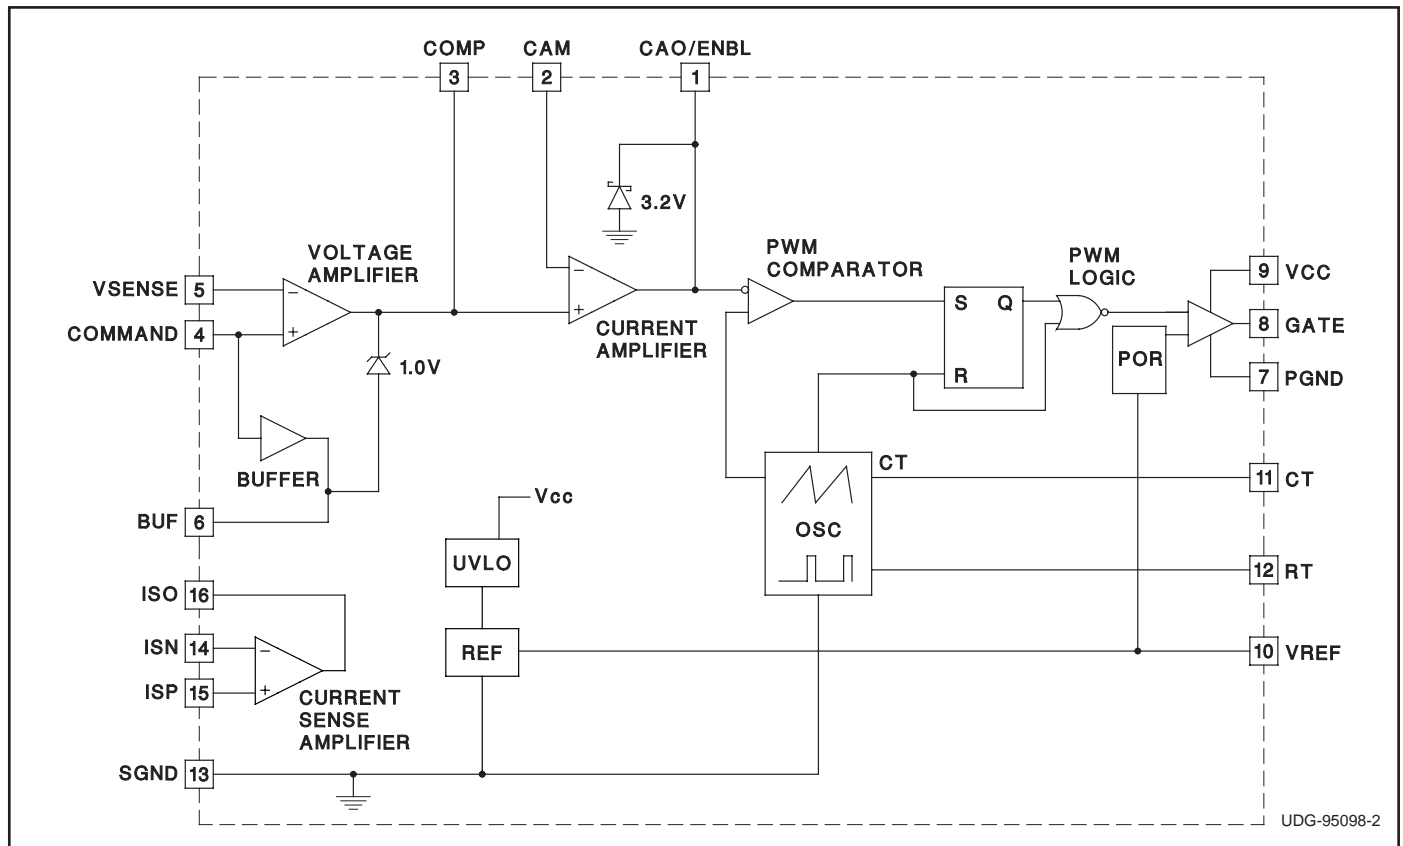 COMP
CAM
CAO/ENBL
3
2
1
3.2V
VOLTAGE
AMPLIFIER
PWM
COMPARATOR
PWM
LOGIC
VSENSE 5
−
+
COMMAND 4
−
+
CURRENT
AMPLIFIER
1.0V
S Q
R
POR
9 VCC
8 GATE
7 PGND
BUFFER
BUF 6
Vcc
UVLO
REF
CT
OSC
11 CT
12 RT
10 VREF
ISO 16
ISN 14
−
ISP 15
+
CURRENT
SENSE
AMPLIFIER
SGND 13
UDG-95098-2